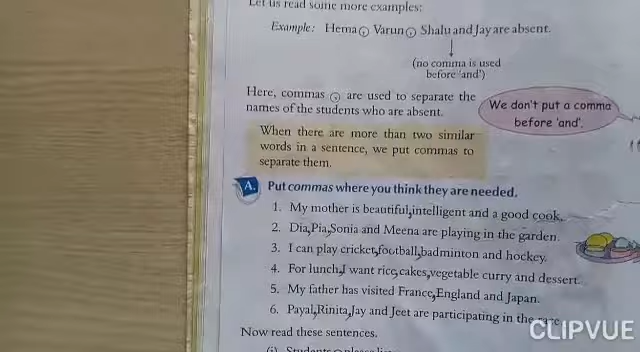 Let us read some more examples:
Example: Hema, Varun, Shalu and Jay are absent.
(no comma is used
before 'and')
Here, commas , are used to separate the
names of the students who are absent.
We don't put a comma
before 'and'.
When there are more than two similar
words in a sentence, we put commas to
separate them.
A. Put commas where you think they are needed.
1. My mother is beautiful,intelligent and a good cook.
2. Dia,Pia,Sonia and Meena are playing in the garden.
3. I can play cricket,football,badminton and hockey.
4. For lunch,I want rice,cakes,vegetable curry and dessert.
5. My father has visited France,England and Japan.
6. Payal,Rinita,Jay and Jeet are participating in the race.
Now read these sentences.
(i) Students
CLIPVUE